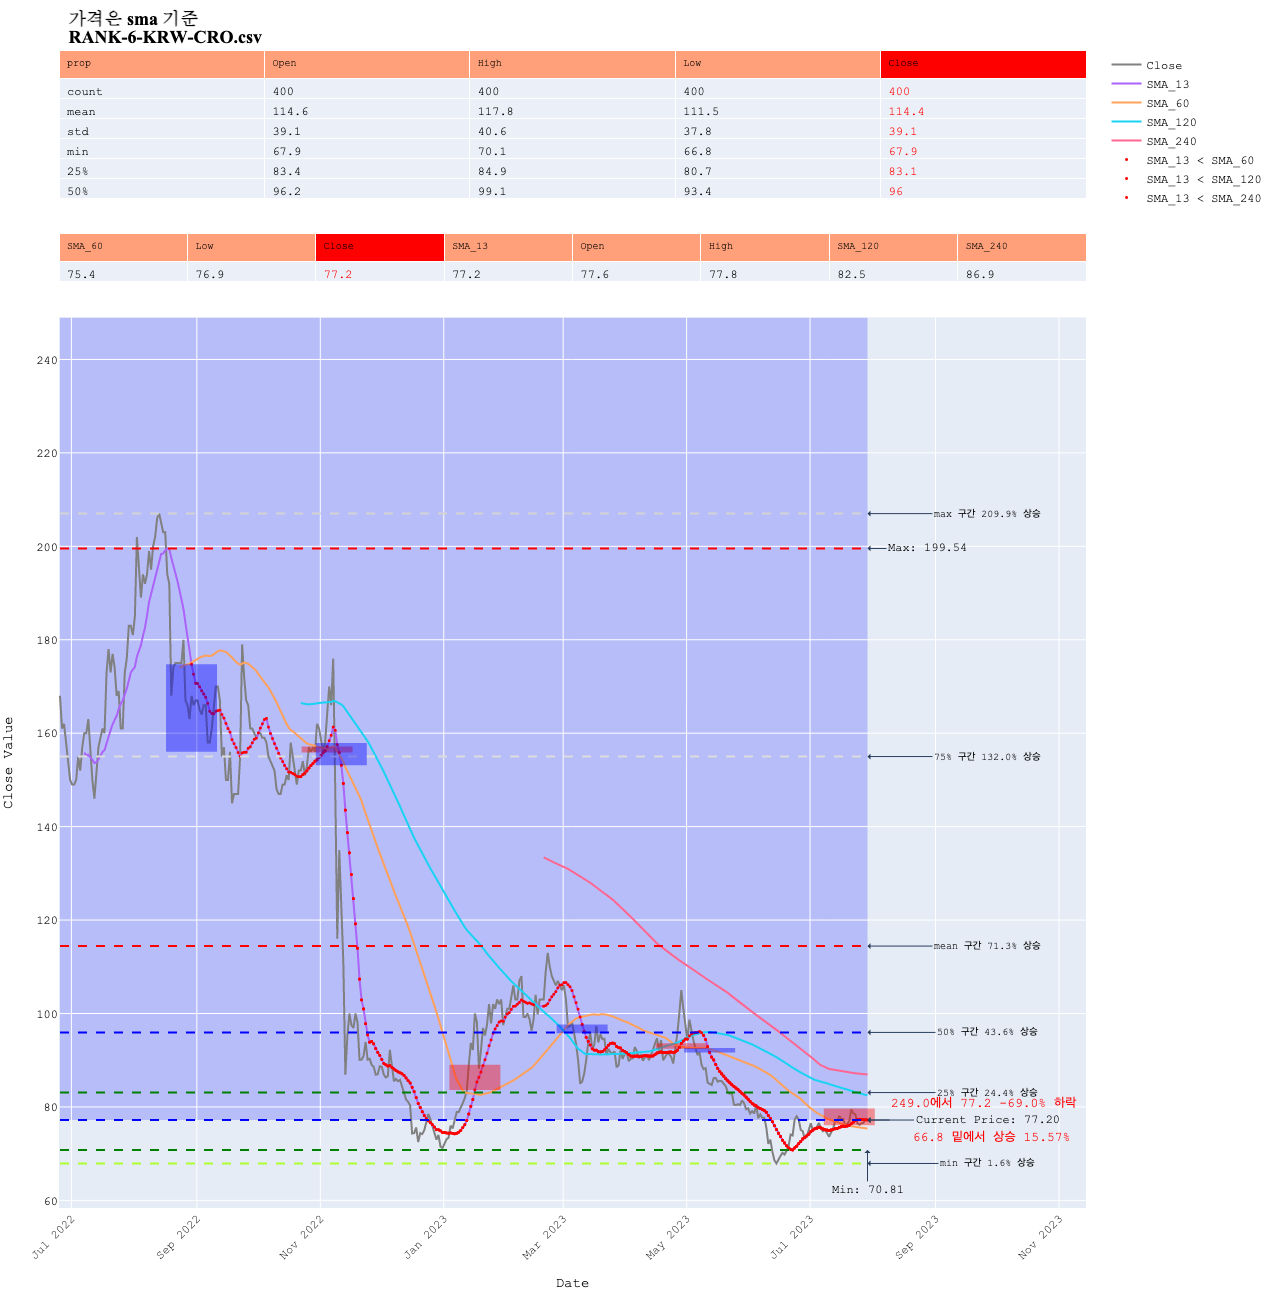 가격은 sma 기준
RANK-6-KRW-CRO.csv
prop Open High Low Close
count 400 400 400 400
mean 114.6 117.8 111.5 114.4
std 39.1 40.6 37.8 39.1
min 67.9 70.1 66.8 67.9
25% 83.4 84.9 80.7 83.1
50% 96.2 99.1 93.4 96
Close
SMA_13
SMA_60
SMA_120
SMA_240
SMA_13 < SMA_60
SMA_13 < SMA_120
SMA_13 < SMA_240
SMA_60 Low Close SMA_13 Open High SMA_120 SMA_240
75.4 76.9 77.2 77.2 77.6 77.8 82.5 86.9
240
220
200
180
160
140
120
100
80
60
Close Value
max 구간 209.9% 상승
Max: 199.54
75% 구간 132.0% 상승
mean 구간 71.3% 상승
50% 구간 43.6% 상승
25% 구간 24.4% 상승
249.0에서 77.2 -69.0% 하락
Current Price: 77.20
66.8 밑에서 상승 15.57%
min 구간 1.6% 상승
Min: 70.81
Jul 2022
Sep 2022
Nov 2022
Jan 2023
Mar 2023
May 2023
Jul 2023
Sep 2023
Nov 2023
Date